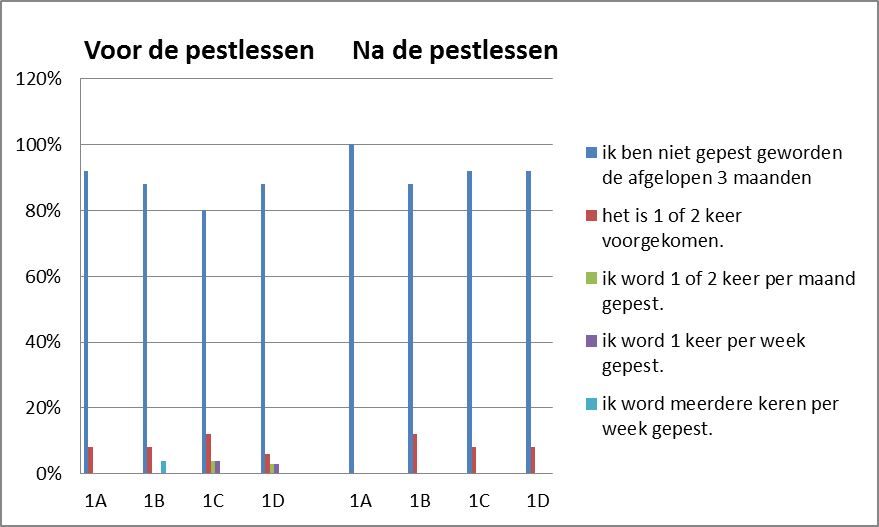 Voor de pestlessen
Na de pestlessen
120%
100%
80%
60%
40%
20%
0%
1A
1B
1C
1D
1A
1B
1C
1D
ik ben niet gepest geworden
de afgelopen 3 maanden
het is 1 of 2 keer
voorgekomen.
ik word 1 of 2 keer per maand
gepest.
ik word 1 keer per week
gepest.
ik word meerdere keren per
week gepest.